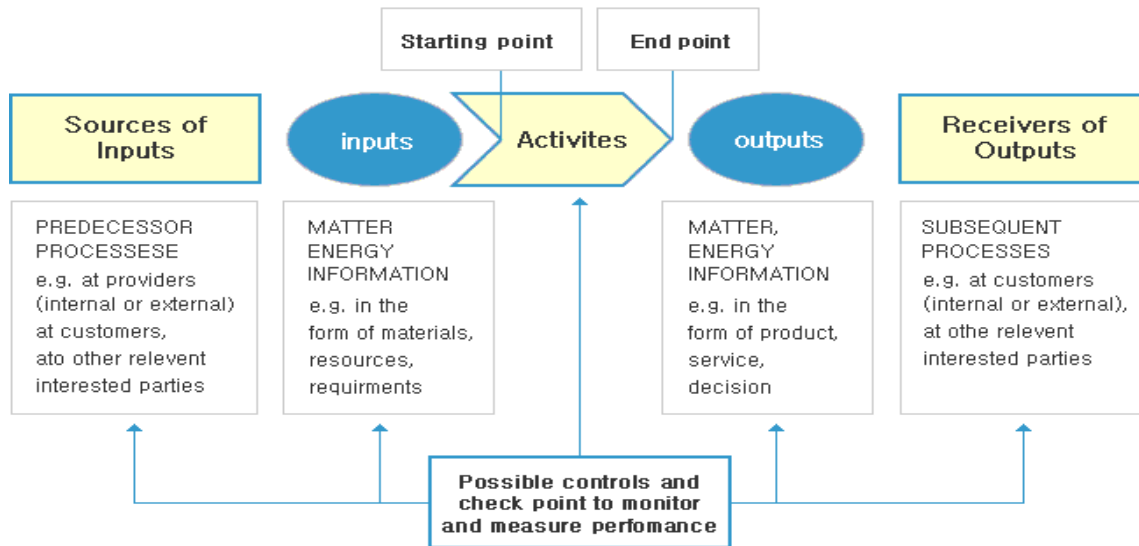 Starting point
End point
Sources of
Inputs
inputs
Activites
outputs
Receivers of
Outputs
PREDECESSOR
PROCESSESE
e.g. at providers
(internal or external)
at customers,
ato other relevent
interested parties
MATTER
ENERGY
INFORMATION
e.g. in the
form of materials,
resources,
requirments
MATTER,
ENERGY
INFORMATION
e.g. in the
form of product,
service,
decision
SUBSEQUENT
PROCESSES
e.g. at customers
(internal or external),
at othe relevent
interested parties
Possible controls and
check point to monitor
and measure perfomance